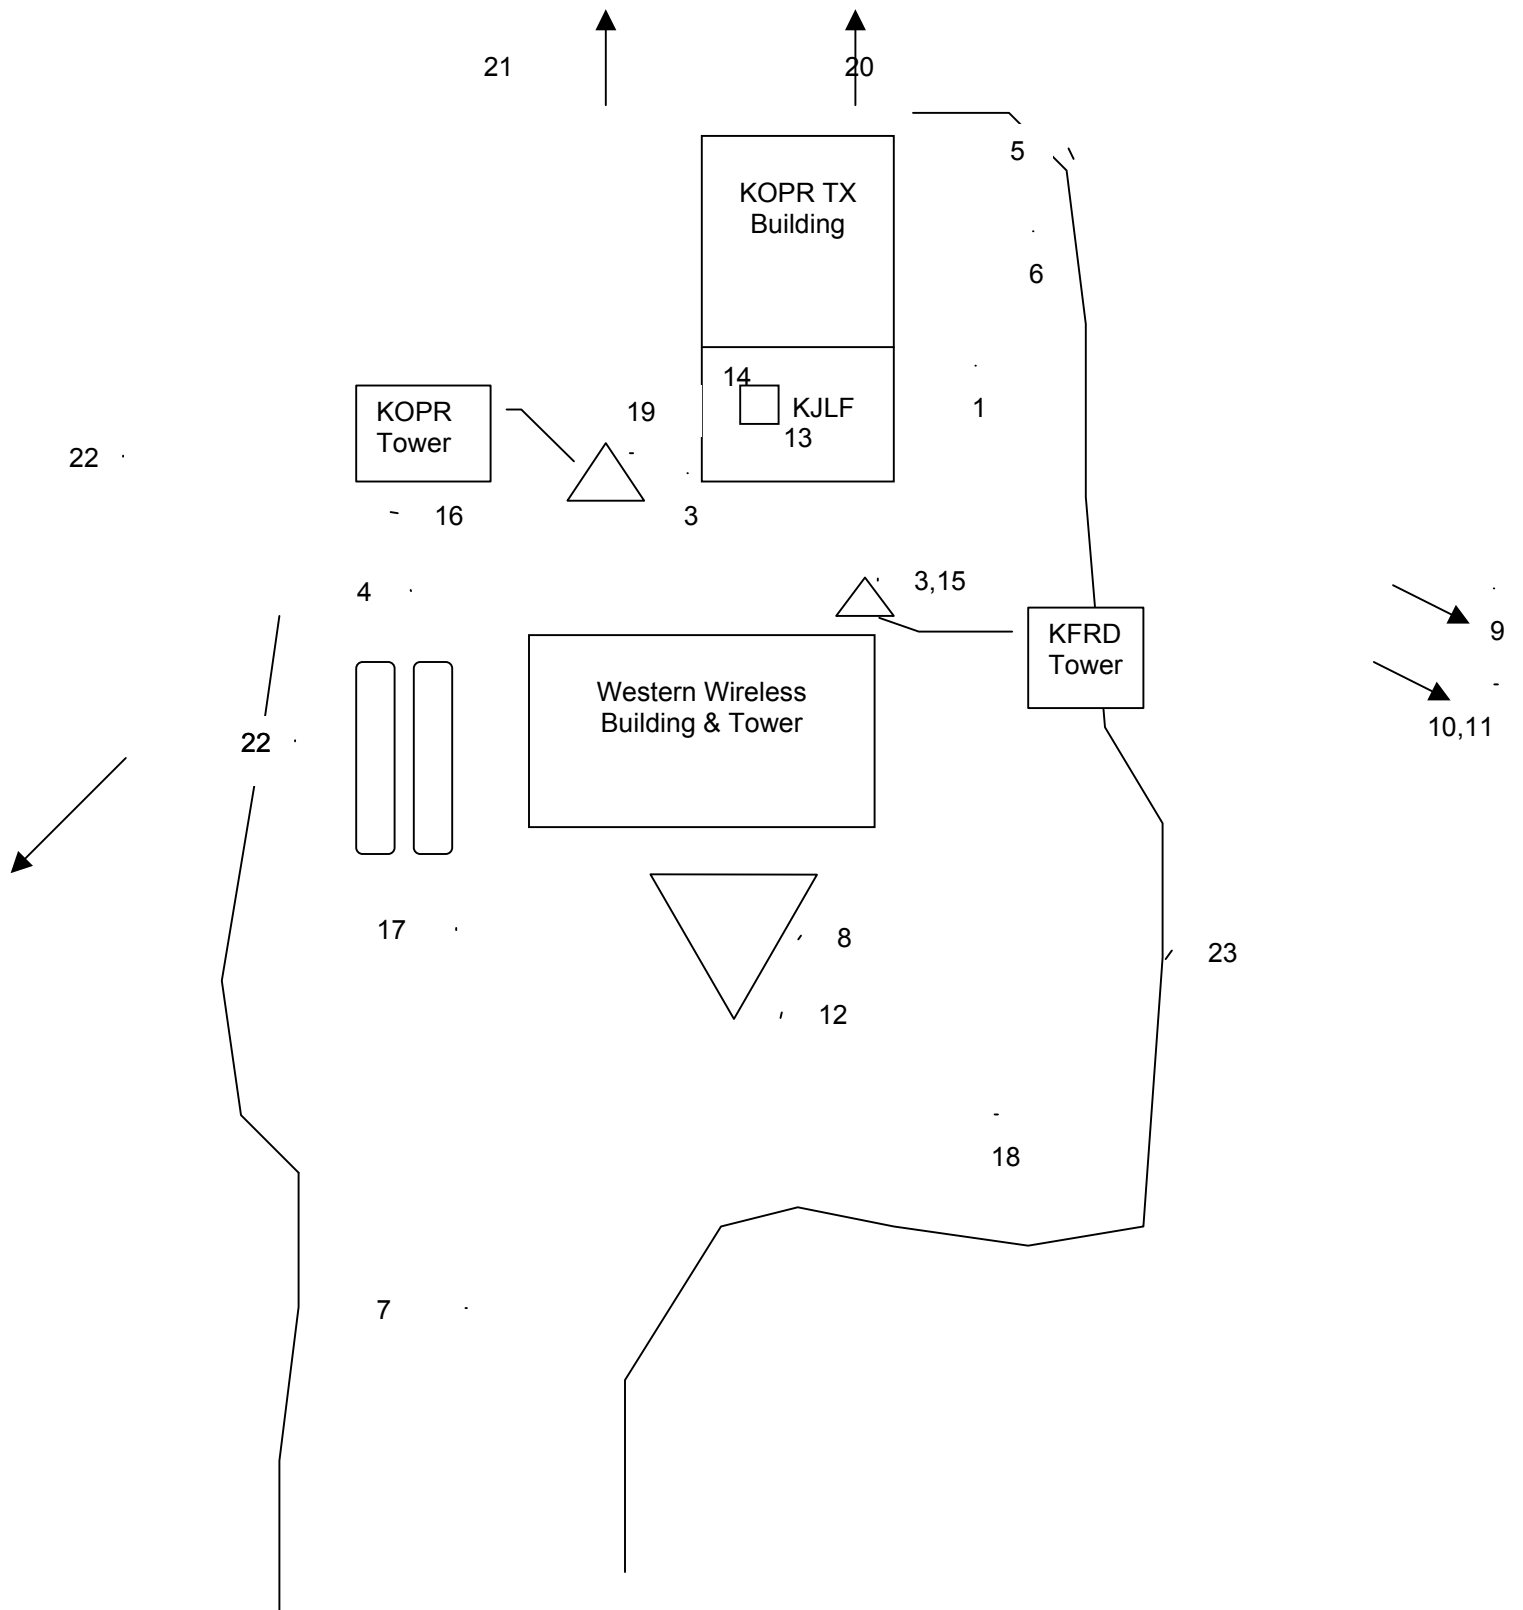 21
20
5
KOPR TX
Building
6
14
KOPR
Tower
19
KJLF
1
13
22
16
3
4
3,15
KFRD
Tower
9
Western Wireless
Building & Tower
22
10,11
17
8
23
12
18
7